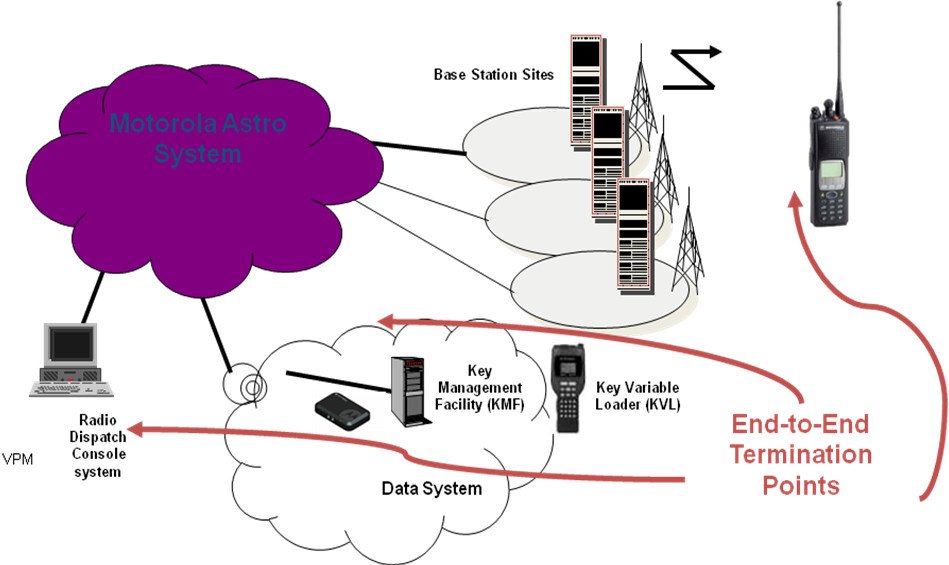 Motorola Astro
System
Base Station Sites
Key
Management
Facility (KMF)
Key Variable
Loader (KVL)
Radio
Dispatch
Console
system
VPM
Data System
End-to-End
Termination
Points